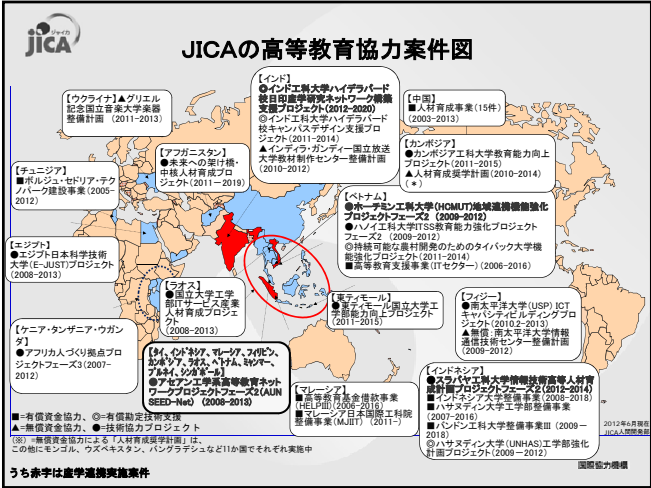 ジャイカ
JICA
JICAの高等教育協力案件図
【ウクライナ】▲グリエル
記念国立音楽大学楽器
整備計画 (2011-2013)
【インド】
◎インド工科大学ハイデラバード
校日印産学研究ネットワーク構築
支援プロジェクト(2012-2020)
◎インド工科大学ハイデラバード
校キャンパスデザイン支援プロ
ジェクト(2011-2014)
▲インディラ・ガンディー国立放送
大学教材制作センター整備計画
(2010-2012)
【中国】
■人材育成事業(15件)
(2003-2013)
【アフガニスタン】
●未来への架け橋・
中核人材育成プロ
ジェクト(2011-2019)
【カンボジア】
●カンボジア工科大学教育能力向上
プロジェクト(2011-2015)
▲人材育成奨学計画(2010-2014)
(*)
【チュニジア】
■ボルジュ・セドリア・テク
ノパーク建設事業(2005-
2012)
【ベトナム】
●ホーチミン工科大学(HCMUT)地域連携機能強化
プロジェクトフェーズ2 (2009-2012)
●ハノイ工科大学ITSS教育能力強化プロジェクト
フェーズ2 (2009-2012)
◎持続可能な農村開発のためのタイバック大学機
能強化プロジェクト(2011-2014)
■高等教育支援事業(ITセクター)(2006-2016)
【エジプト】
●エジプト日本科学技術
大学(E-JUST)プロジェクト
(2008-2013)
【ラオス】
●国立大学工学
部ITサービス産業
人材育成プロジェ
クト
(2008-2013)
【東ティモール】
●東ティモール国立大学工
学部能力向上プロジェクト
(2011-2015)
【フィジー】
●南太平洋大学(USP) ICT
キャパシティビルディングプロ
ジェクト(2010.2-2013)
▲無償:南太平洋大学情報
通信技術センター整備計画
(2009-2012)
【ケニア・タンザニア・ウガン
ダ】
●アフリカ人づくり拠点プロ
ジェクトフェーズ3(2007-
2012)
【タイ、インドネシア、マレーシア、フィリピン、
カンボジア、ラオス、ベトナム、ミャンマー、
ブルネイ、シンガポール】
●アセアン工学系高等教育ネット
ワークプロジェクトフェーズ2(AUN
SEED-Net) (2008-2013)
【マレーシア】
■高等教育基金借款事業
(HELPIII)(2006-2016)
■マレーシア日本国際工科院
整備事業(MJIIT) (2011-)
【インドネシア】
●スラバヤ工科大学情報技術高等人材育
成計画プロジェクトフェーズ2(2012-2014)
■インドネシア大学整備事業(2008-2018)
■ハサヌディン大学工学部整備事業
(2007-2016)
■バンドン工科大学整備事業III (2009-
2018)
◎ハサヌディン大学(UNHAS)工学部強化
計画プロジェクト(2009-2012)
■=有償資金協力、◎=有償勘定技術支援
▲=無償資金協力、●=技術協力プロジェクト
(※) =無償資金協力による「人材育成奨学計画」は、
この他にモンゴル、ウズベキスタン、バングラデシュなど11か国でそれぞれ実施中
うち赤字は産学連携実施案件
2012年6月現在
JICA人間開発部
国際協力機構